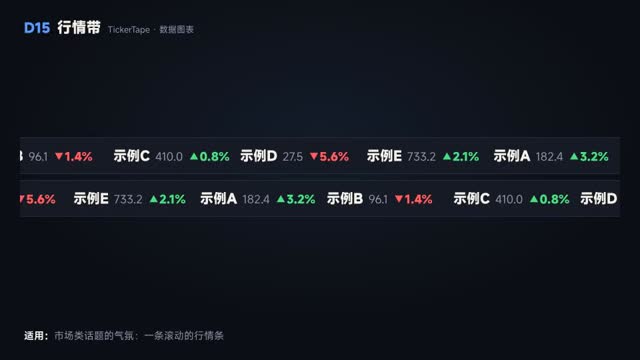 D15 行情带 TickerTape · 数据图表
96.1 ▼1.4% 示例C 410.0 ▲0.8% 示例D 27.5 ▼5.6% 示例E 733.2 ▲2.1% 示例A 182.4 ▲3.2%
▼5.6% 示例E 733.2 ▲2.1% 示例A 182.4 ▲3.2% 示例B 96.1 ▼1.4% 示例C 410.0 ▲0.8% 示例D
适用：市场类话题的气氛：一条滚动的行情条